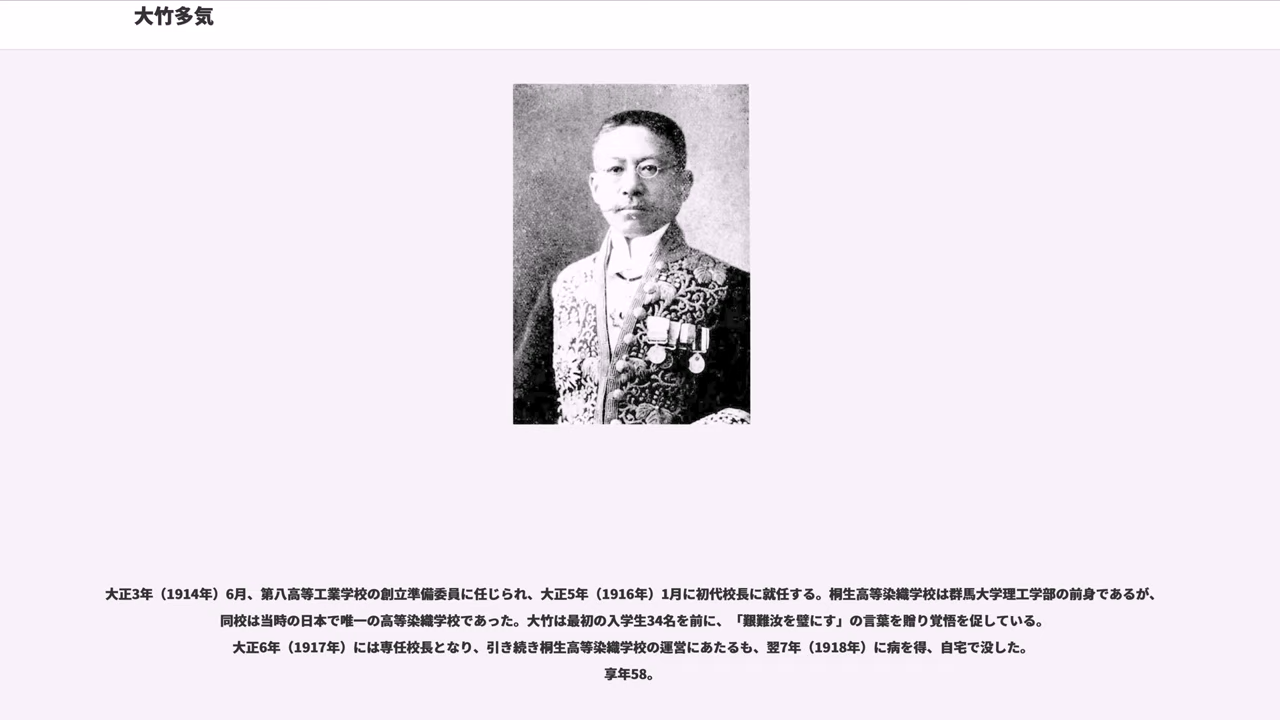 大竹多気
大正3年（1914年）6月、第八高等工業学校の創立準備委員に任じられ、大正5年（1916年）1月に初代校長に就任する。桐生高等染織学校は群馬大学理工学部の前身であるが、
同校は当時の日本で唯一の高等染織学校であった。大竹は最初の入学生34名を前に、「艱難汝を璧にす」の言葉を贈り覚悟を促している。
大正6年（1917年）には専任校長となり、引き続き桐生高等染織学校の運営にあたるも、翌7年（1918年）に病を得、自宅で没した。
享年58。